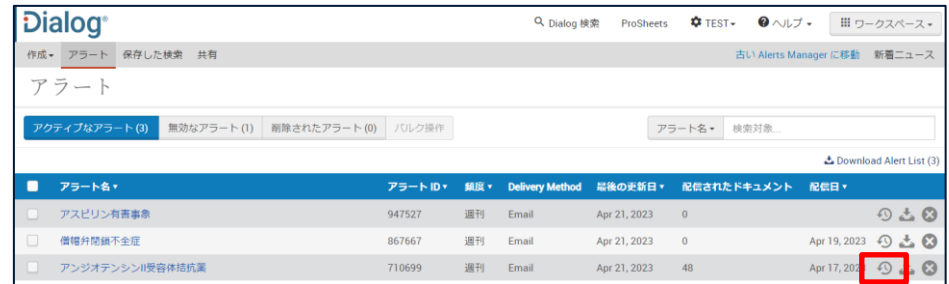 Dialog®
Dialog 検索 ProSheets TEST ヘルプ ワークスペース
作成 アラート 保存した検索 共有 古い Alerts Manager に移動 新着ニュース
アラート
アクティブなアラート (3) 無効なアラート (1) 削除されたアラート (0) バルク操作 アラート名 検索対象...
Download Alert List (3)
アラート名 アラート ID 頻度 Delivery Method 最後の更新日 配信されたドキュメント 配信日
アスピリン有害事象 947527 週刊 Email Apr 21, 2023 0
僧帽弁閉鎖不全症 867667 週刊 Email Apr 21, 2023 0 Apr 19, 2023
アンジオテンシンII受容体拮抗薬 710699 週刊 Email Apr 21, 2023 48 Apr 17, 2023